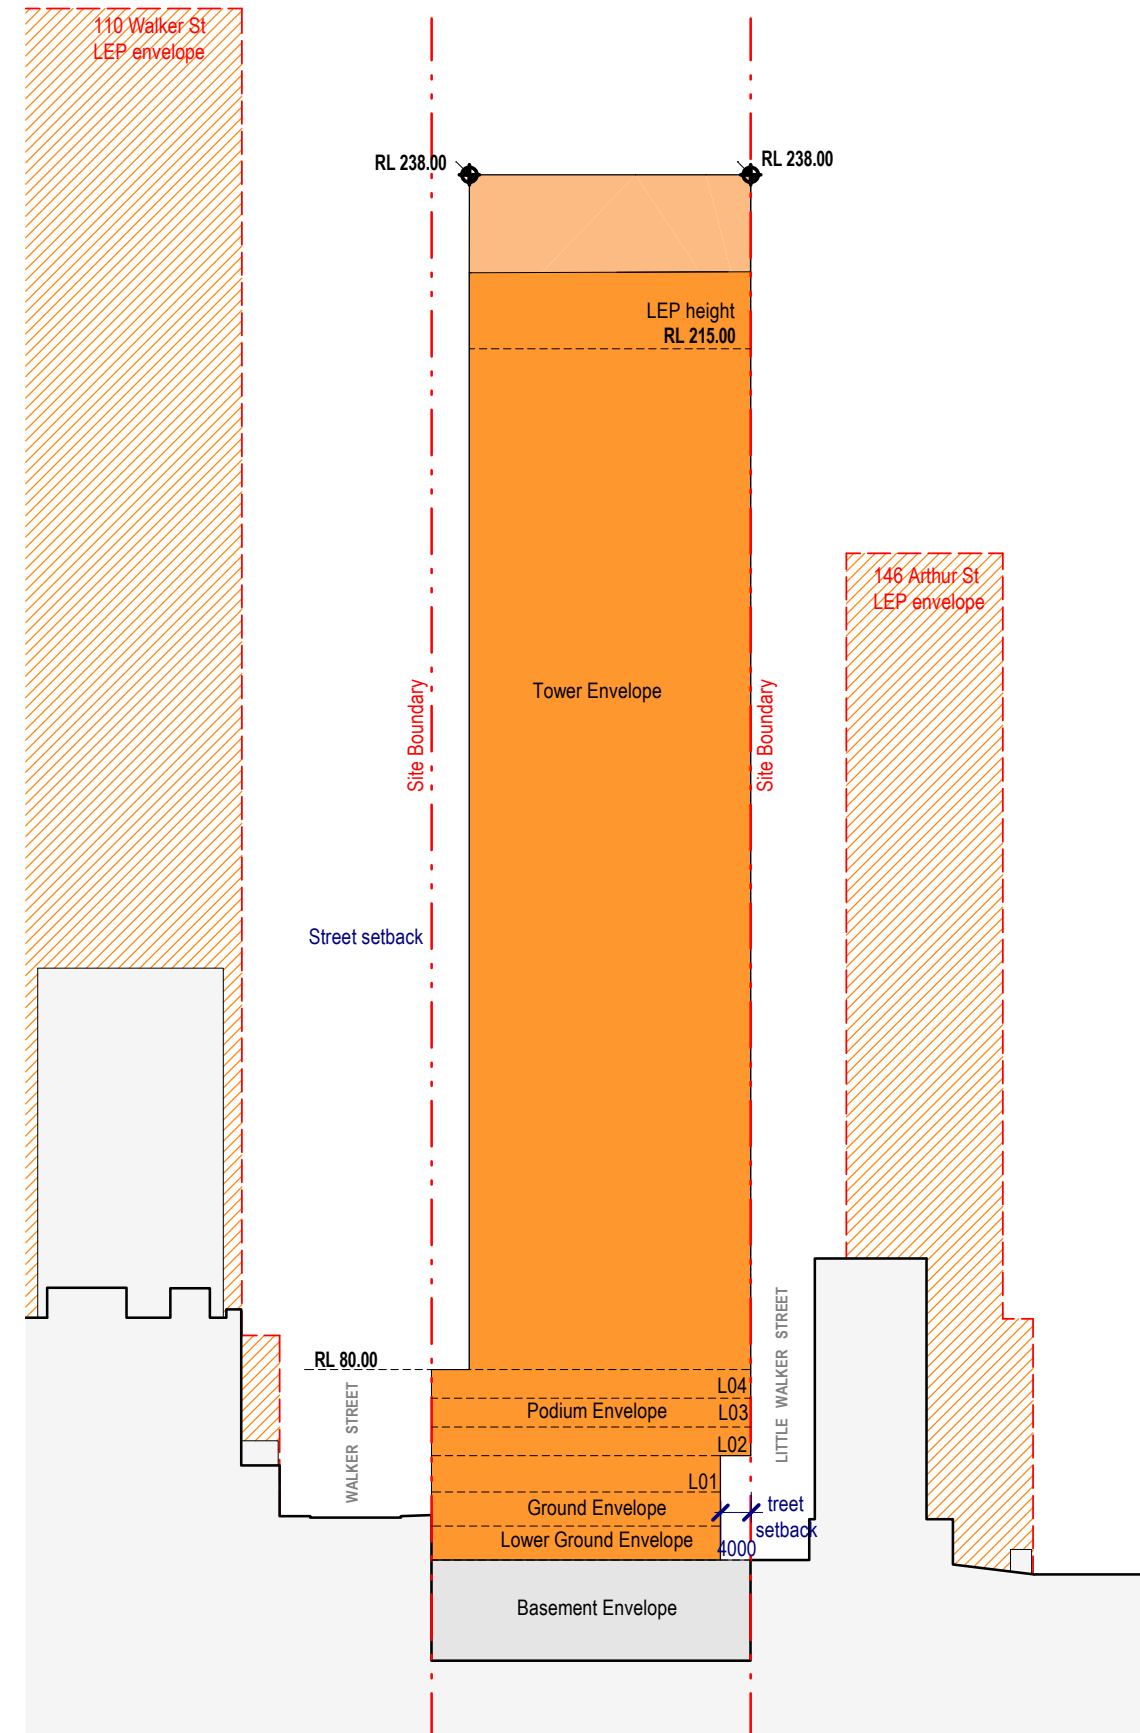 110 Walker St
LEP envelope
RL 238.00
RL 238.00
LEP height
RL 215.00
146 Arthur St
LEP envelope
Tower Envelope
Site Boundary
Site Boundary
Street setback
RL 80.00
WALKER STREET
LITTLE WALKER STREET
L04
Podium Envelope
L03
L02
L01
Ground Envelope
treet
setback
Lower Ground Envelope
4000
Basement Envelope